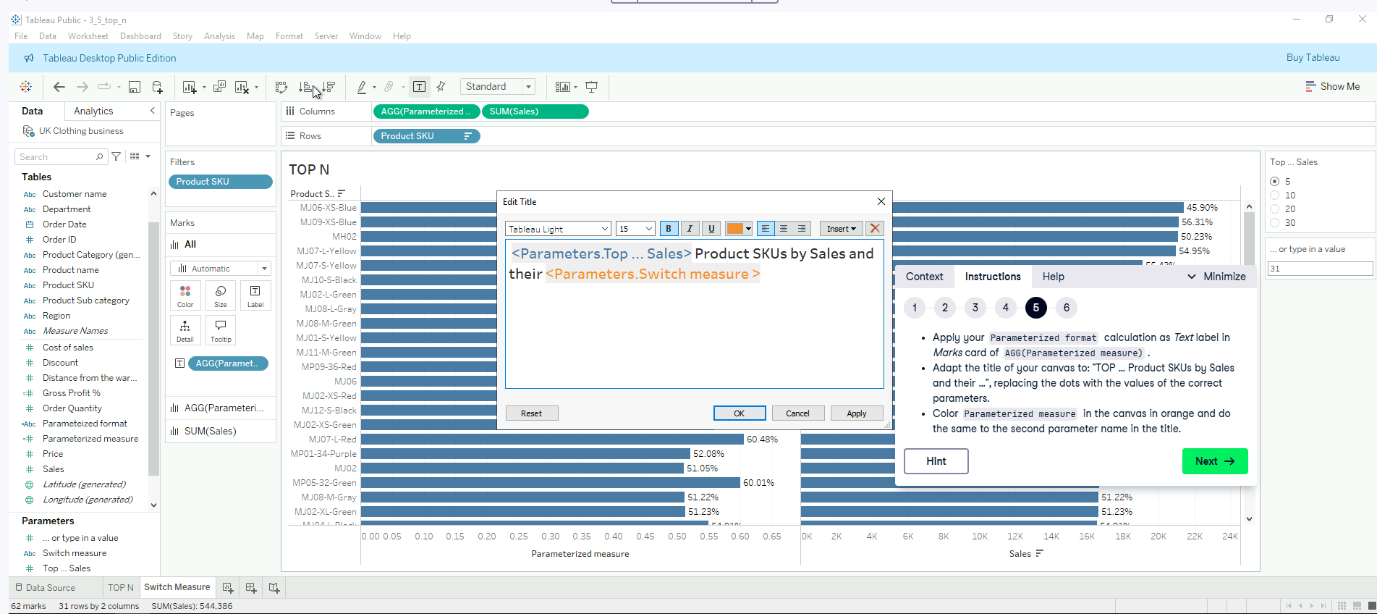 Tableau Public - 3_5_top_n
File Data Worksheet Dashboard Story Analysis Map Format Server Window Help
Tableau Desktop Public Edition
Buy Tableau
Standard
Show Me
Data
Analytics
UK Clothing business
Search
Tables
Abc Customer name
Abc Department
Order Date
Order ID
Abc Product Category (gen...
Abc Product name
Abc Product SKU
Abc Product Sub category
Abc Region
Abc Measure Names
Cost of sales
Discount
Distance from the war...
Gross Profit %
Order Quantity
Abc Parameteized format
Parameterized measure
Price
Sales
Latitude (generated)
Longitude (generated)
Parameters
... or type in a value
Abc Switch measure
Top ... Sales
Pages
Filters
Product SKU
Marks
All
Automatic
Color Size Label
Detail Tooltip
AGG(Paramet..
AGG(Parameteri...
SUM(Sales)
Columns
AGG(Parameterized ..
SUM(Sales)
Rows
Product SKU
TOP N
Product S..
MJ06-XS-Blue 45.90%
MJ09-XS-Blue 56.31%
MH02 50.23%
MJ07-L-Yellow 54.95%
MJ07-S-Yellow
MJ10-S-Black
MJ02-L-Green
MJ08-L-Gray
MJ08-M-Green
MJ01-S-Yellow
MJ11-M-Green
MP09-36-Red
MJ06
MJ02-XS-Red
MJ12-S-Black
MJ02-XS-Green
MJ07-L-Red 60.48%
MP01-34-Purple 52.08%
MJ02 51.05%
MP05-32-Green 60.01%
MJ08-M-Gray 51.22% 51.22%
MJ02-XL-Green 51.23% 51.23%
0.00 0.05 0.10 0.15 0.20 0.25 0.30 0.35 0.40 0.45 0.50 0.55 0.60 0.65
0K 2K 4K 6K 8K 10K 12K 14K 16K 18K 20K 22K 24K
Parameterized measure
Sales
Edit Title
Tableau Light 15 B I U Insert
<Parameters.Top ... Sales> Product SKUs by Sales and
their <Parameters.Switch measure >
Reset OK Cancel Apply
Top ... Sales
5
10
20
30
... or type in a value
31
Context Instructions Help Minimize
1 2 3 4 5 6
• Apply your Parameterized format calculation as Text label in
Marks card of AGG(Parameterized measure) .
• Adapt the title of your canvas to: "TOP ... Product SKUs by Sales
and their ...", replacing the dots with the values of the correct
parameters.
• Color Parameterized measure in the canvas in orange and do
the same to the second parameter name in the title.
HInt
Next
Data Source TOP N Switch Measure
62 marks 31 rows by 2 columns SUM(Sales): 544,386